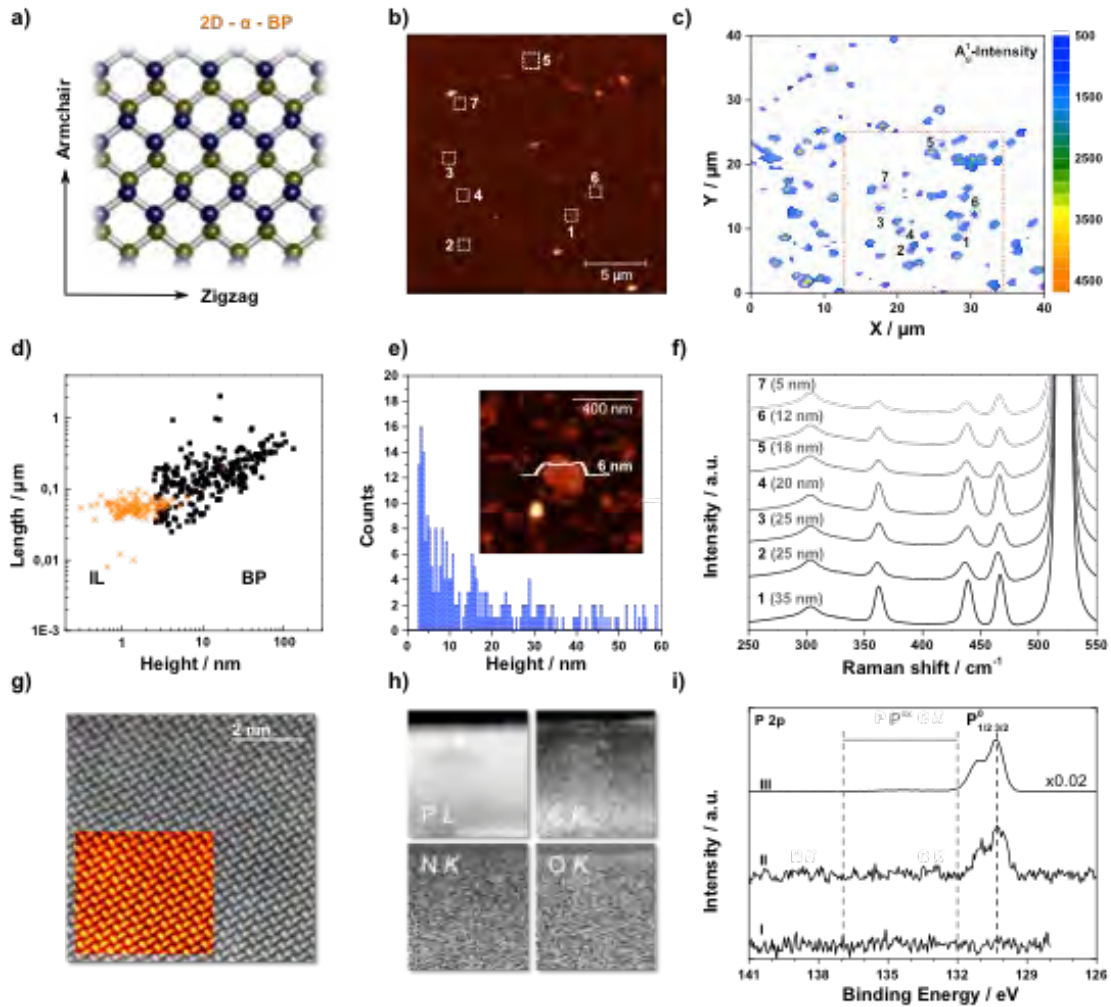 a)
2D - α - BP
Armchair
Zigzag
b)
5
7
3
6
4
1
2
5 µm
c)
A¹g-Intensity
40
30
20
10
0
Y / µm
0 10 20 30 40
X / µm
5
7
6
3
4
2
1
500
1500
2500
3500
4500
d)
Length / µm
1
0,1
0,01
1E-3
IL
BP
1 10 100
Height / nm
e)
Counts
20
18
16
14
12
10
8
6
4
2
0
400 nm
6 nm
0 10 20 30 40 50 60
Height / nm
f)
Intensity / a.u.
7 (5 nm)
6 (12 nm)
5 (18 nm)
4 (20 nm)
3 (25 nm)
2 (25 nm)
1 (35 nm)
250 300 350 400 450 500 550
Raman shift / cm⁻¹
g)
2 nm
h)
P L
C K
N K
O K
i)
Intensity / a.u.
P 2p
P⁰
1/2 3/2
x0.02
III
II
I
141 138 135 132 129 126
Binding Energy / eV